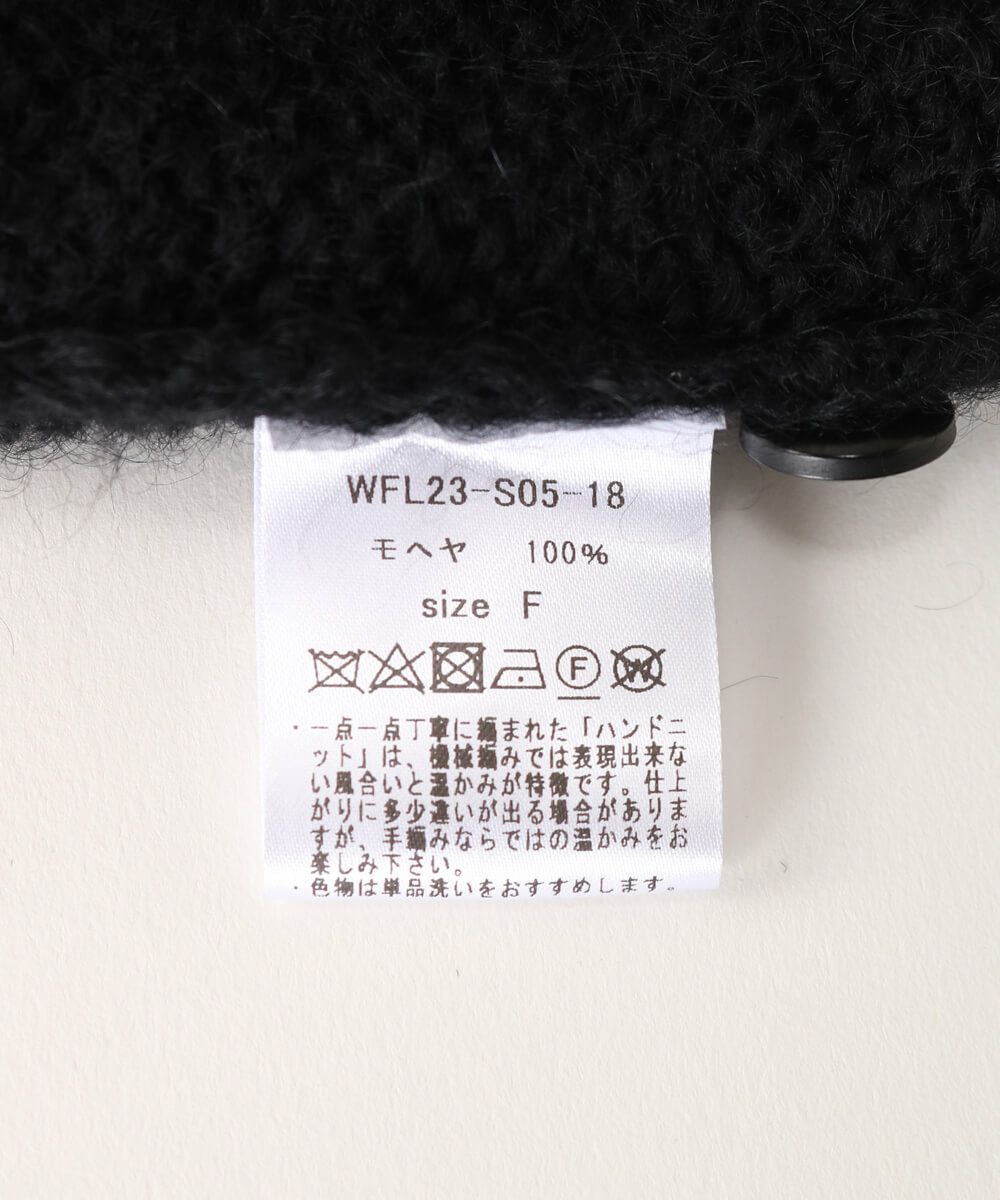 WFL23-S05-18
モヘヤ 100%
size F
F W
・一点一点丁寧に編まれた「ハンドニ
ット」は、機械編みでは表現出来な
い風合いと温かみが特徴です。仕上
がりに多少違いが出る場合がありま
すが、手編みならではの温かみをお
楽しみ下さい。
・色物は単品洗いをおすすめします。